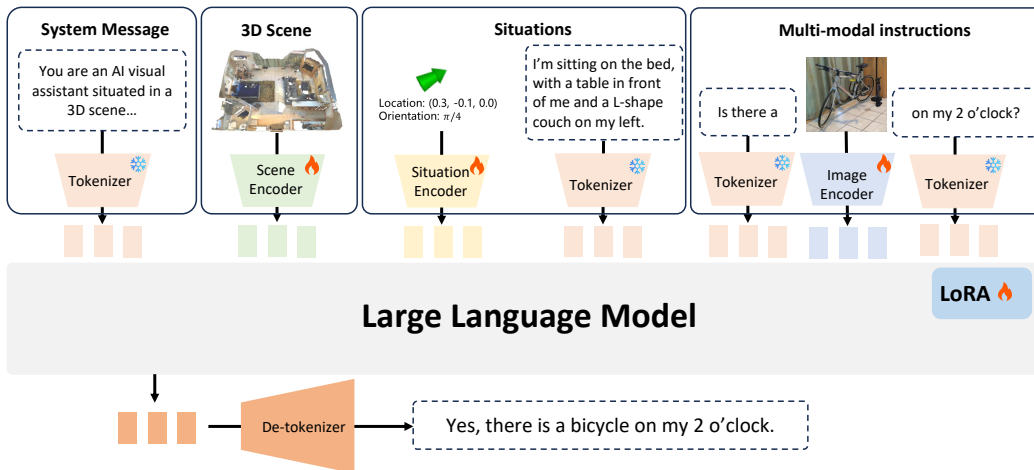 System Message
3D Scene
Situations
Multi-modal instructions
You are an AI visual
assistant situated in a
3D scene…
Location: (0.3, -0.1, 0.0)
Orientation: π/4
I’m sitting on the bed,
with a table in front
of me and a L-shape
couch on my left.
Is there a
on my 2 o’clock?
Tokenizer
Scene
Encoder
Situation
Encoder
Tokenizer
Tokenizer
Image
Encoder
Tokenizer
LoRA
Large Language Model
De-tokenizer
Yes, there is a bicycle on my 2 o’clock.